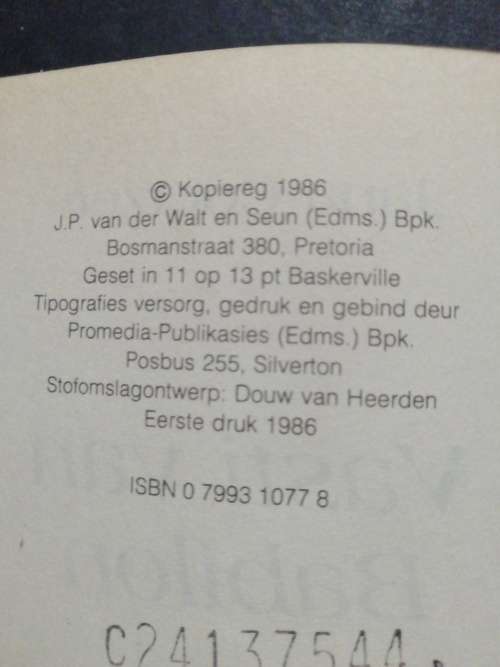 © Kopiereg 1986
J.P. van der Walt en Seun (Edms.) Bpk.
Bosmanstraat 380, Pretoria
Geset in 11 op 13 pt Baskerville
Tipografies versorg, gedruk en gebind deur
Promedia-Publikasies (Edms.) Bpk.
Posbus 255, Silverton
Stofomslagontwerp: Douw van Heerden
Eerste druk 1986
ISBN 0 7993 1077 8
C24137544.